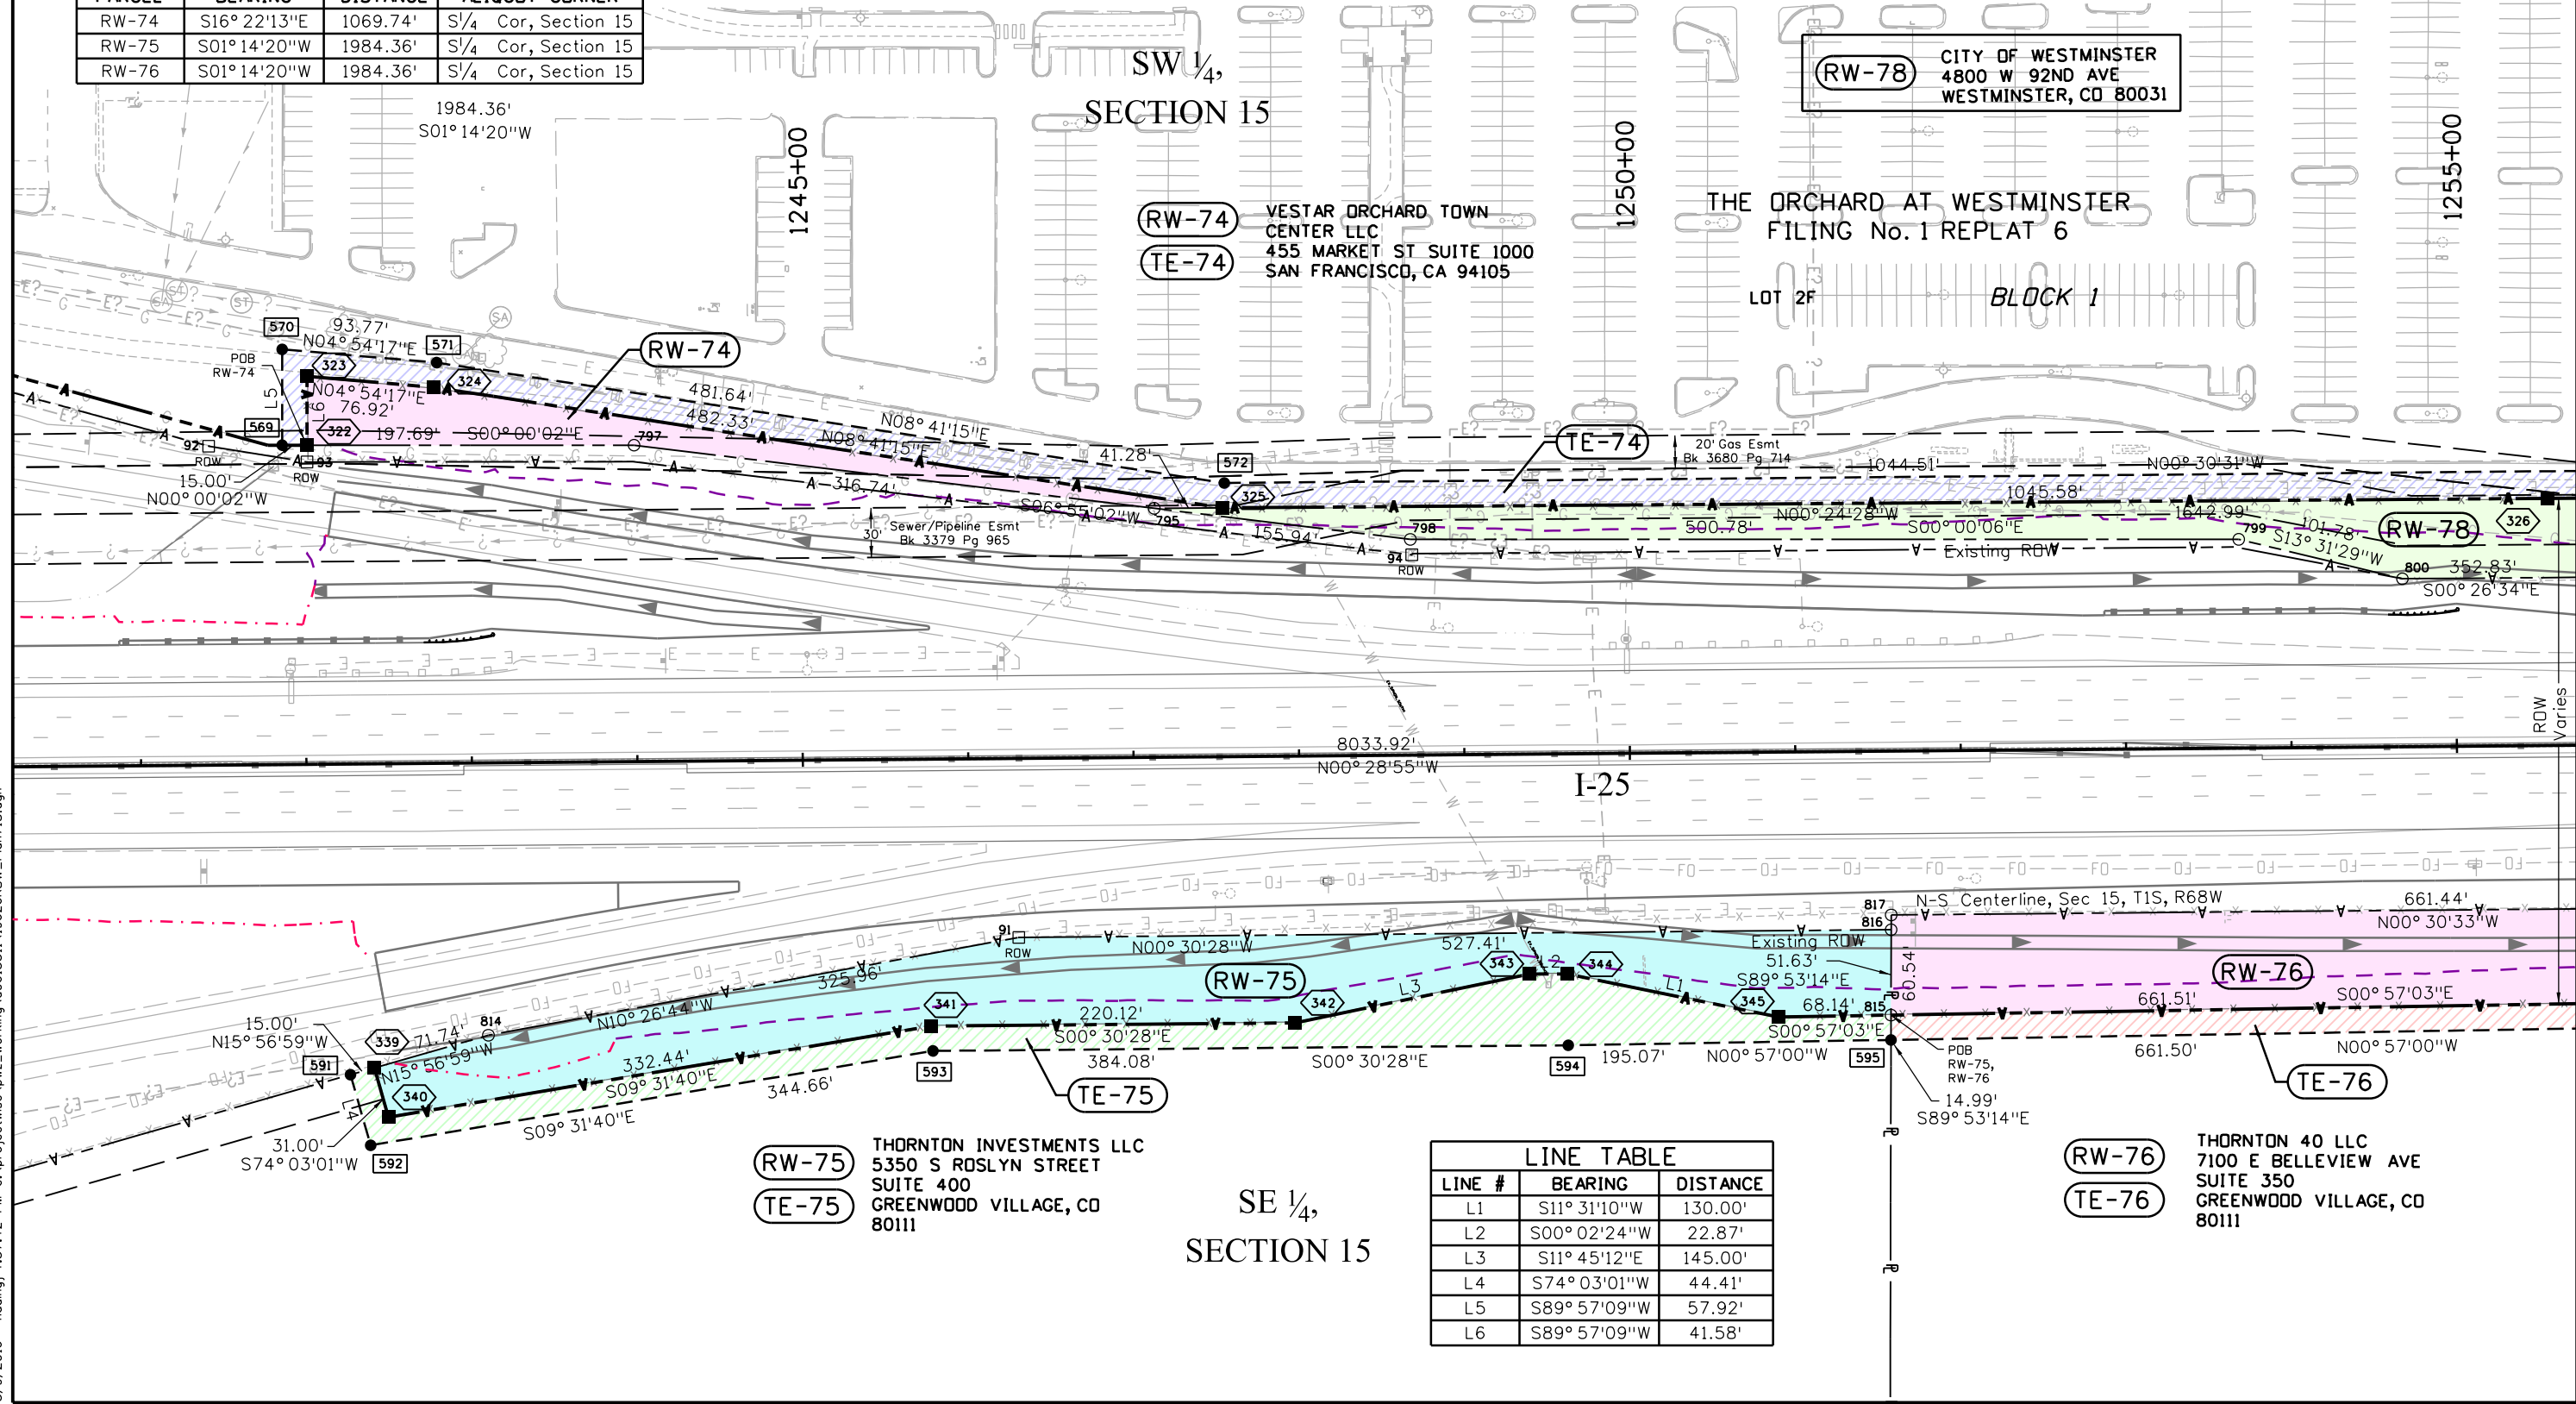 PARCEL BEARING DISTANCE ALIQUOT CORNER
RW-74 S16°22'13"E 1069.74' S1/4 Cor, Section 15
RW-75 S01°14'20"W 1984.36' S1/4 Cor, Section 15
RW-76 S01°14'20"W 1984.36' S1/4 Cor, Section 15
1984.36'
S01°14'20"W
SW 1/4,
SECTION 15
RW-78
CITY OF WESTMINSTER
4800 W 92ND AVE
WESTMINSTER, CO 80031
1245+00
1250+00
1255+00
RW-74
TE-74
VESTAR ORCHARD TOWN
CENTER LLC
455 MARKET ST SUITE 1000
SAN FRANCISCO, CA 94105
THE ORCHARD AT WESTMINSTER
FILING No. 1 REPLAT 6
LOT 2F
BLOCK 1
570
93.77'
N04°54'17"E
571
SA
ST
SA
POB
RW-74
323
324
RW-74
L5
L6
N04°54'17"E
76.92'
481.64'
482.33'
N08°41'15"E
N08°41'15"E
569
322
197.69'
S00°00'02"E
797
92
ROW
93
ROW
15.00'
N00°00'02"W
316.74'
S06°55'02"W
41.28'
572
325
795
TE-74
20' Gas Esmt
Bk 3680 Pg 714
1044.51'
N00°30'31"W
1045.58'
N00°24'28"W
1642.99'
500.78'
S00°00'06"E
798
799
101.78'
S13°31'29"W
RW-78
326
Sewer/Pipeline Esmt
Bk 3379 Pg 965
30'
155.94'
94
ROW
Existing ROW
800
352.83'
S00°26'34"E
ROW
Varies
8033.92'
N00°28'55"W
I-25
FO FO FO FO
817
816
N-S Centerline, Sec 15, T1S, R68W
661.44'
N00°30'33"W
91
ROW
N00°30'28"W
527.41'
Existing ROW
51.63'
S89°53'14"E
60.54'
325.96'
N10°26'44"W
RW-75
343
L2
344
L3
L1
345
RW-76
341
342
68.14'
815
S00°57'03"E
661.51'
S00°57'03"E
15.00'
N15°56'59"W
339
71.74'
814
N15°56'59"W
220.12'
S00°30'28"E
591
L4
340
332.44'
S09°31'40"E
593
384.08'
S00°30'28"E
594
195.07'
N00°57'00"W
595
POB
RW-75,
RW-76
661.50'
N00°57'00"W
344.66'
S09°31'40"E
TE-75
TE-76
14.99'
S89°53'14"E
31.00'
S74°03'01"W
592
RW-75
TE-75
THORNTON INVESTMENTS LLC
5350 S ROSLYN STREET
SUITE 400
GREENWOOD VILLAGE, CO
80111
SE 1/4,
SECTION 15
LINE TABLE
LINE # BEARING DISTANCE
L1 S11°31'10"W 130.00'
L2 S00°02'24"W 22.87'
L3 S11°45'12"E 145.00'
L4 S74°03'01"W 44.41'
L5 S89°57'09"W 57.92'
L6 S89°57'09"W 41.58'
RW-76
TE-76
THORNTON 40 LLC
7100 E BELLEVIEW AVE
SUITE 350
GREENWOOD VILLAGE, CO
80111